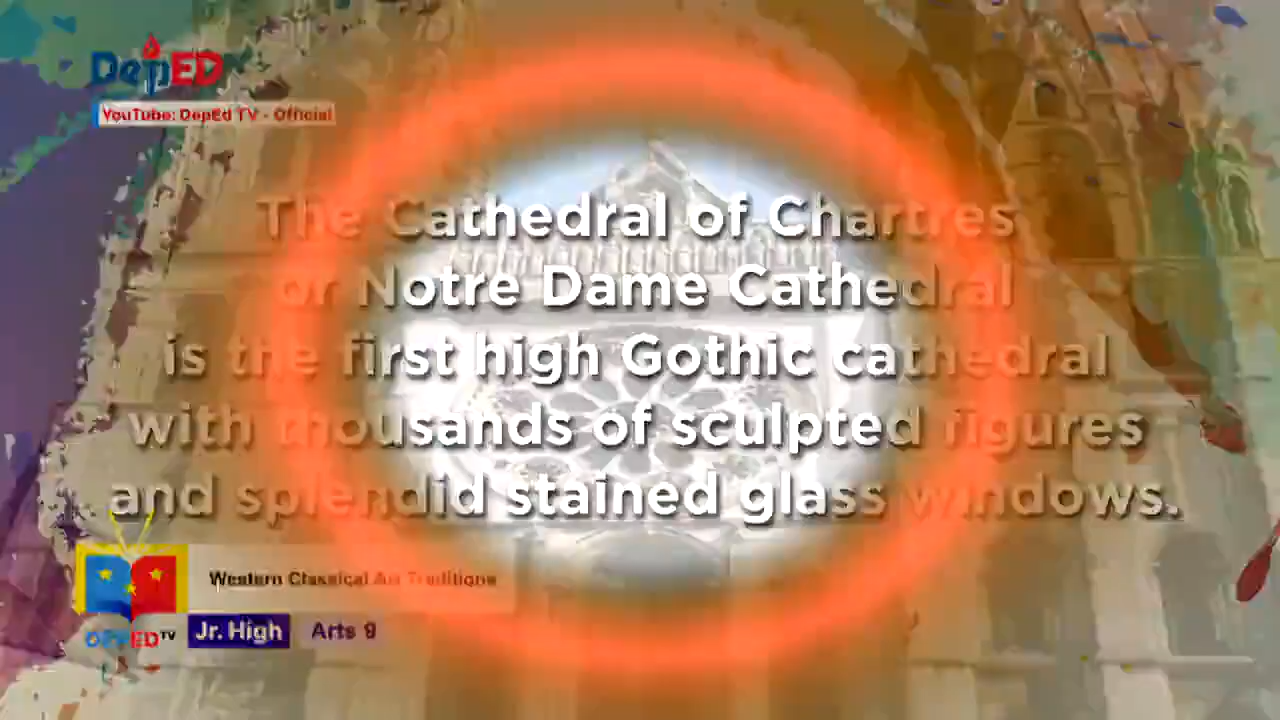 DepED
YouTube: DepEd TV - Official
The Cathedral of Chartres
or Notre Dame Cathedral
is the first high Gothic cathedral
with thousands of sculpted figures
and splendid stained glass windows.
Western Classical Art Traditions
Jr. High Arts 9
DEPED TV